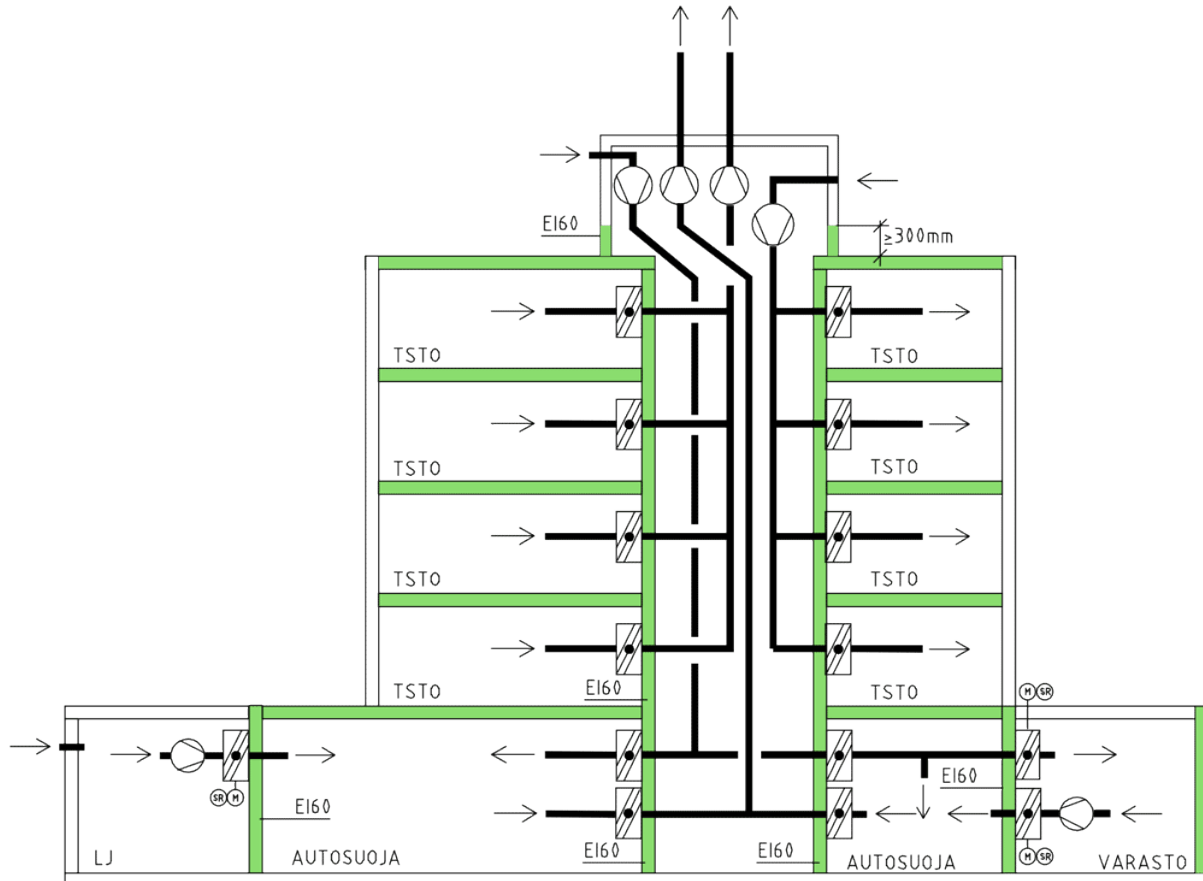 EI60
≥300mm
TSTO
TSTO
TSTO
TSTO
TSTO
TSTO
EI60
TSTO
TSTO
M SR
SR M
EI60
EI60
LJ
AUTOSUOJA
EI60
EI60
AUTOSUOJA
M SR
VARASTO